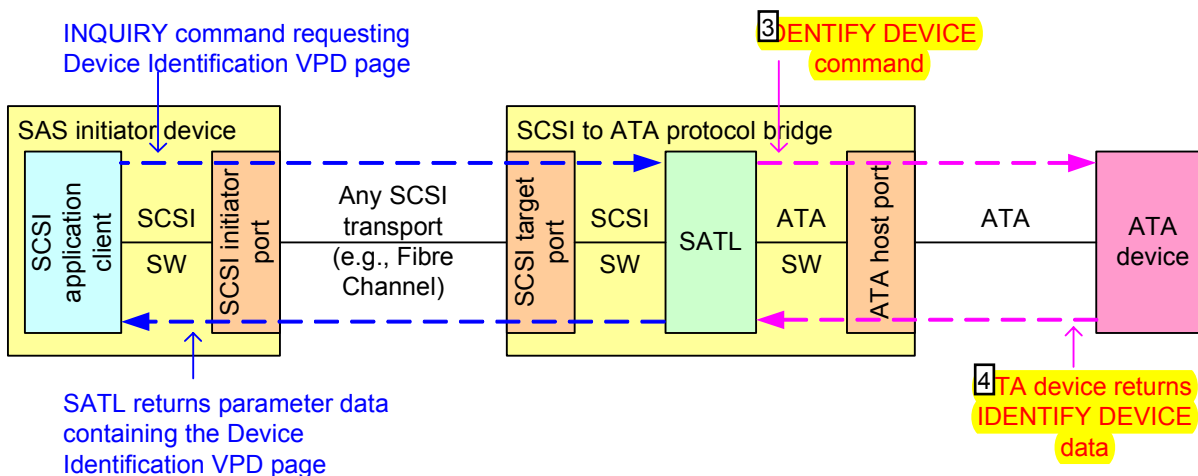 INQUIRY command requesting
Device Identification VPD page
3
DENTIFY DEVICE
command
SAS initiator device
SCSI to ATA protocol bridge
SCSI
application
client
SCSI
SW
SCSI initiator
port
Any SCSI
transport
(e.g., Fibre
Channel)
SCSI target
port
SCSI
SW
SATL
ATA
SW
ATA host port
ATA
ATA
device
SATL returns parameter data
containing the Device
Identification VPD page
4
TA device returns
IDENTIFY DEVICE
data